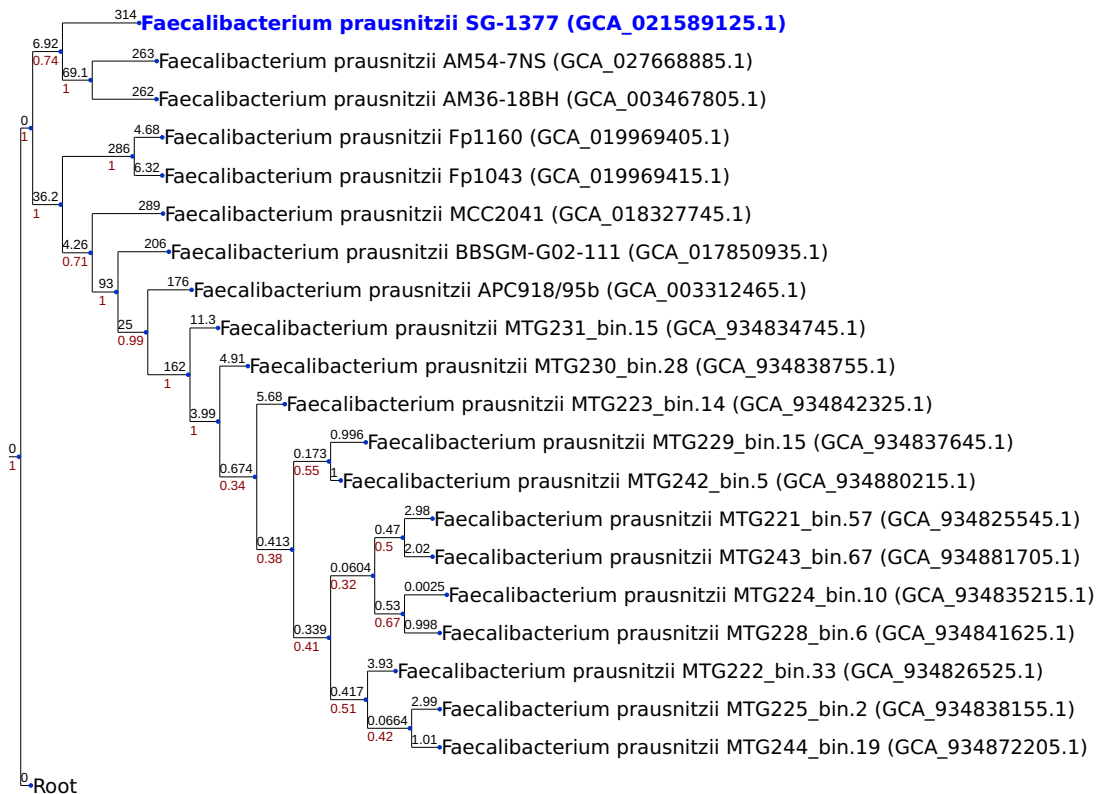 314
Faecalibacterium prausnitzii SG-1377 (GCA_021589125.1)
6.92
0.74
263
Faecalibacterium prausnitzii AM54-7NS (GCA_027668885.1)
69.1
1
262
Faecalibacterium prausnitzii AM36-18BH (GCA_003467805.1)
0
1
4.68
Faecalibacterium prausnitzii Fp1160 (GCA_019969405.1)
286
1
6.32
Faecalibacterium prausnitzii Fp1043 (GCA_019969415.1)
36.2
1
289
Faecalibacterium prausnitzii MCC2041 (GCA_018327745.1)
4.26
0.71
206
Faecalibacterium prausnitzii BBSGM-G02-111 (GCA_017850935.1)
93
1
176
Faecalibacterium prausnitzii APC918/95b (GCA_003312465.1)
25
0.99
11.3
Faecalibacterium prausnitzii MTG231_bin.15 (GCA_934834745.1)
162
1
4.91
Faecalibacterium prausnitzii MTG230_bin.28 (GCA_934838755.1)
3.99
1
5.68
Faecalibacterium prausnitzii MTG223_bin.14 (GCA_934842325.1)
0.674
0.34
0.996
Faecalibacterium prausnitzii MTG229_bin.15 (GCA_934837645.1)
0.173
0.55
1
Faecalibacterium prausnitzii MTG242_bin.5 (GCA_934880215.1)
0
1
0.413
0.38
2.98
Faecalibacterium prausnitzii MTG221_bin.57 (GCA_934825545.1)
0.47
0.5
2.02
Faecalibacterium prausnitzii MTG243_bin.67 (GCA_934881705.1)
0.0604
0.32
0.0025
Faecalibacterium prausnitzii MTG224_bin.10 (GCA_934835215.1)
0.53
0.67
0.998
Faecalibacterium prausnitzii MTG228_bin.6 (GCA_934841625.1)
0.339
0.41
3.93
Faecalibacterium prausnitzii MTG222_bin.33 (GCA_934826525.1)
0.417
0.51
2.99
Faecalibacterium prausnitzii MTG225_bin.2 (GCA_934838155.1)
0.0664
0.42
1.01
Faecalibacterium prausnitzii MTG244_bin.19 (GCA_934872205.1)
0
Root